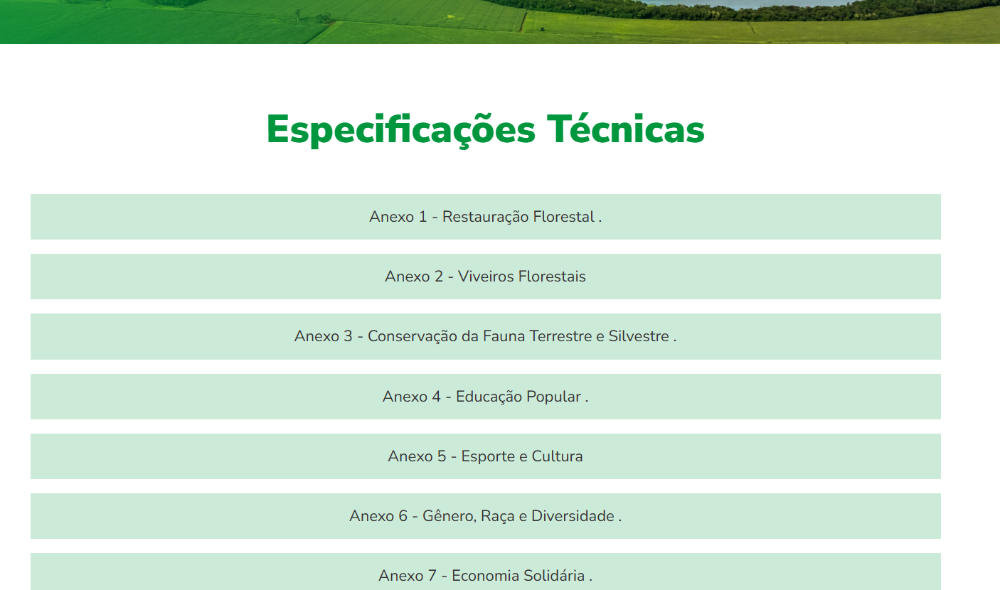 Especificações Técnicas
Anexo 1 - Restauração Florestal .
Anexo 2 - Viveiros Florestais
Anexo 3 - Conservação da Fauna Terrestre e Silvestre .
Anexo 4 - Educação Popular .
Anexo 5 - Esporte e Cultura
Anexo 6 - Gênero, Raça e Diversidade .
Anexo 7 - Economia Solidária .